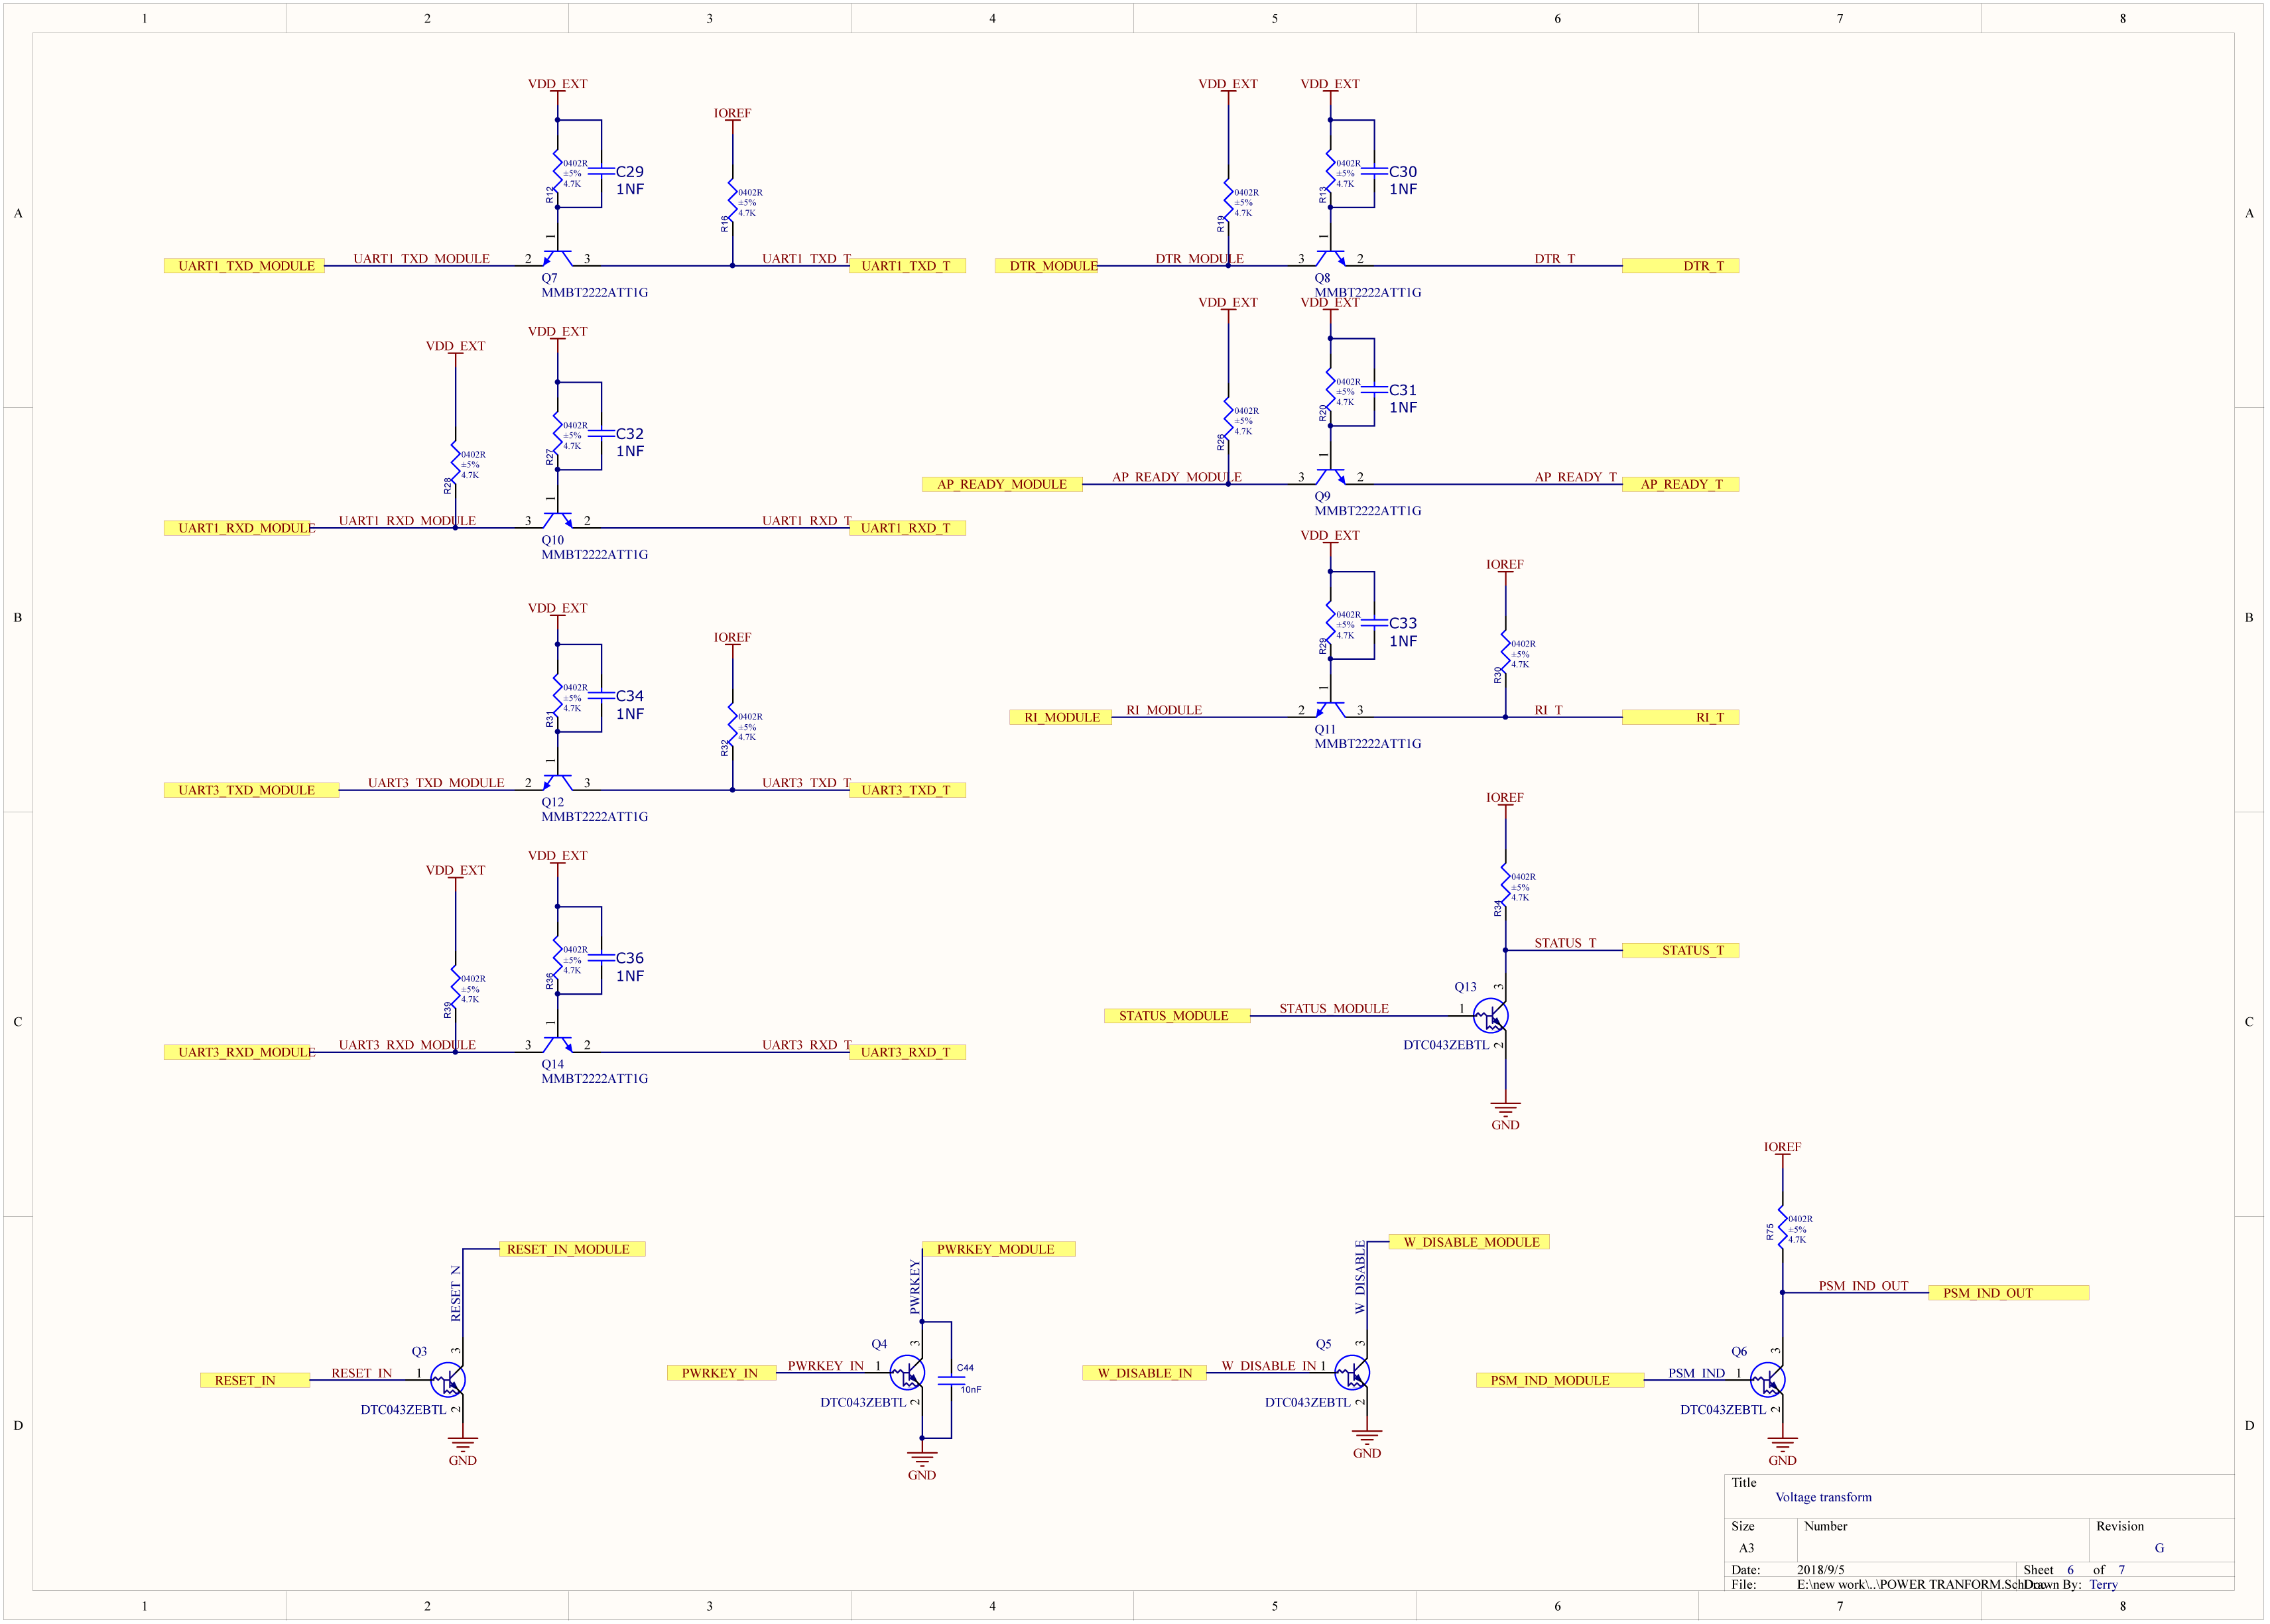 1 2 3 4 5 6 7 8
A
A
VDD_EXT
0402R
±5%
4.7K
R12
C29
1NF
IOREF
0402R
±5%
4.7K
R16
UART1_TXD_MODULE
UART1_TXD_MODULE
2
1
3
Q7
MMBT2222ATT1G
UART1_TXD_T
UART1_TXD_T
VDD_EXT
0402R
±5%
4.7K
R19
VDD_EXT
0402R
±5%
4.7K
R13
C30
1NF
DTR_MODULE
DTR_MODULE
3
1
2
Q8
MMBT2222ATT1G
DTR_T
DTR_T
VDD_EXT
0402R
±5%
4.7K
R28
VDD_EXT
0402R
±5%
4.7K
R27
C32
1NF
UART1_RXD_MODULE
UART1_RXD_MODULE
3
1
2
Q10
MMBT2222ATT1G
UART1_RXD_T
UART1_RXD_T
VDD_EXT
0402R
±5%
4.7K
R26
VDD_EXT
0402R
±5%
4.7K
R20
C31
1NF
AP_READY_MODULE
AP_READY_MODULE
3
1
2
Q9
MMBT2222ATT1G
AP_READY_T
AP_READY_T
B
B
VDD_EXT
0402R
±5%
4.7K
R31
C34
1NF
IOREF
0402R
±5%
4.7K
R32
UART3_TXD_MODULE
UART3_TXD_MODULE
2
1
3
Q12
MMBT2222ATT1G
UART3_TXD_T
UART3_TXD_T
VDD_EXT
0402R
±5%
4.7K
R29
C33
1NF
IOREF
0402R
±5%
4.7K
R30
RI_MODULE
RI_MODULE
2
1
3
Q11
MMBT2222ATT1G
RI_T
RI_T
C
C
VDD_EXT
0402R
±5%
4.7K
R39
VDD_EXT
0402R
±5%
4.7K
R36
C36
1NF
UART3_RXD_MODULE
UART3_RXD_MODULE
3
1
2
Q14
MMBT2222ATT1G
UART3_RXD_T
UART3_RXD_T
IOREF
0402R
±5%
4.7K
R34
STATUS_T
STATUS_T
STATUS_MODULE
STATUS_MODULE
Q13
1
3
2
DTC043ZEBTL
GND
D
D
RESET_IN_MODULE
RESET_N
RESET_IN
RESET_IN
Q3
1
3
2
DTC043ZEBTL
GND
PWRKEY_MODULE
PWRKEY
PWRKEY_IN
PWRKEY_IN
Q4
1
3
2
DTC043ZEBTL
C44
10nF
GND
W_DISABLE_MODULE
W_DISABLE
W_DISABLE_IN
W_DISABLE_IN
Q5
1
3
2
DTC043ZEBTL
GND
IOREF
0402R
±5%
4.7K
R75
PSM_IND_OUT
PSM_IND_OUT
PSM_IND_MODULE
PSM_IND
Q6
1
3
2
DTC043ZEBTL
GND
Title
Voltage transform
Size Number Revision
A3 G
Date: 2018/9/5 Sheet 6 of 7
File: E:\new work\..\POWER TRANFORM.SchDoc Drawn By: Terry
1 2 3 4 5 6 7 8